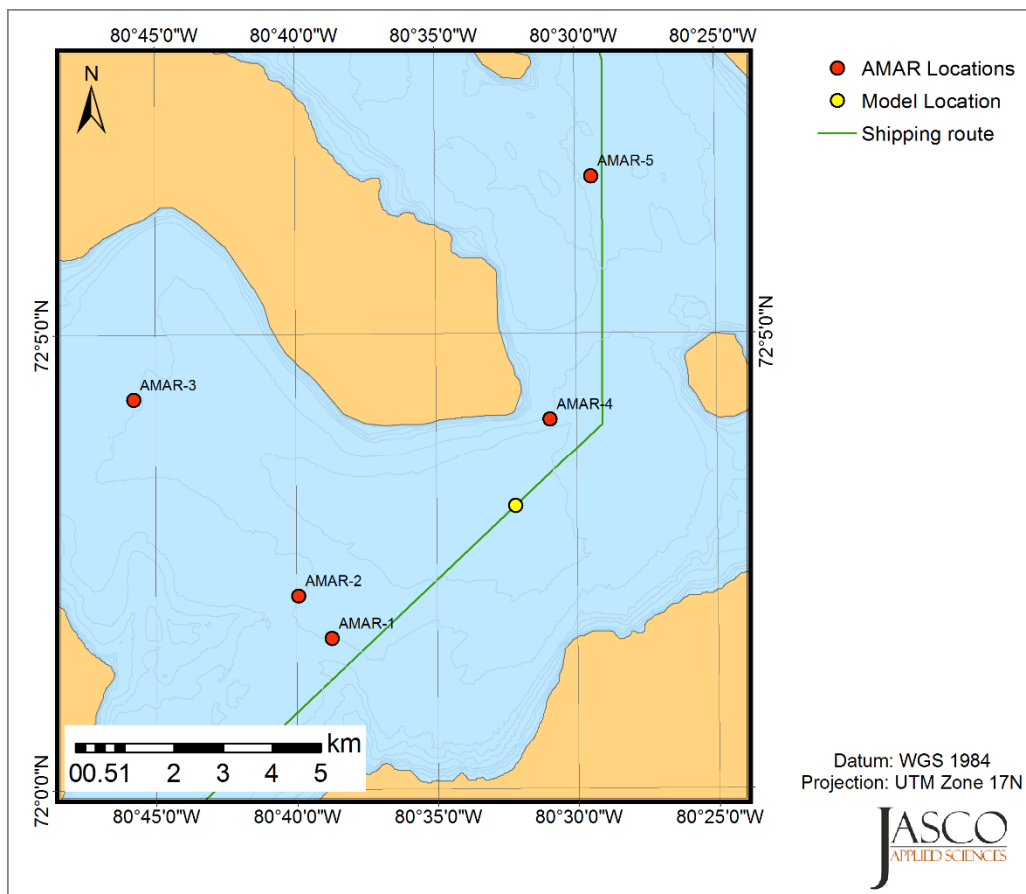 80°45'0"W 80°40'0"W 80°35'0"W 80°30'0"W 80°25'0"W
N
AMAR Locations
Model Location
Shipping route
AMAR-5
72°5'0"N
72°5'0"N
AMAR-3
AMAR-4
AMAR-2
AMAR-1
km
00.51 2 3 4 5
72°0'0"N
72°0'0"N
80°45'0"W 80°40'0"W 80°35'0"W 80°30'0"W 80°25'0"W
Datum: WGS 1984
Projection: UTM Zone 17N
JASCO
APPLIED SCIENCES